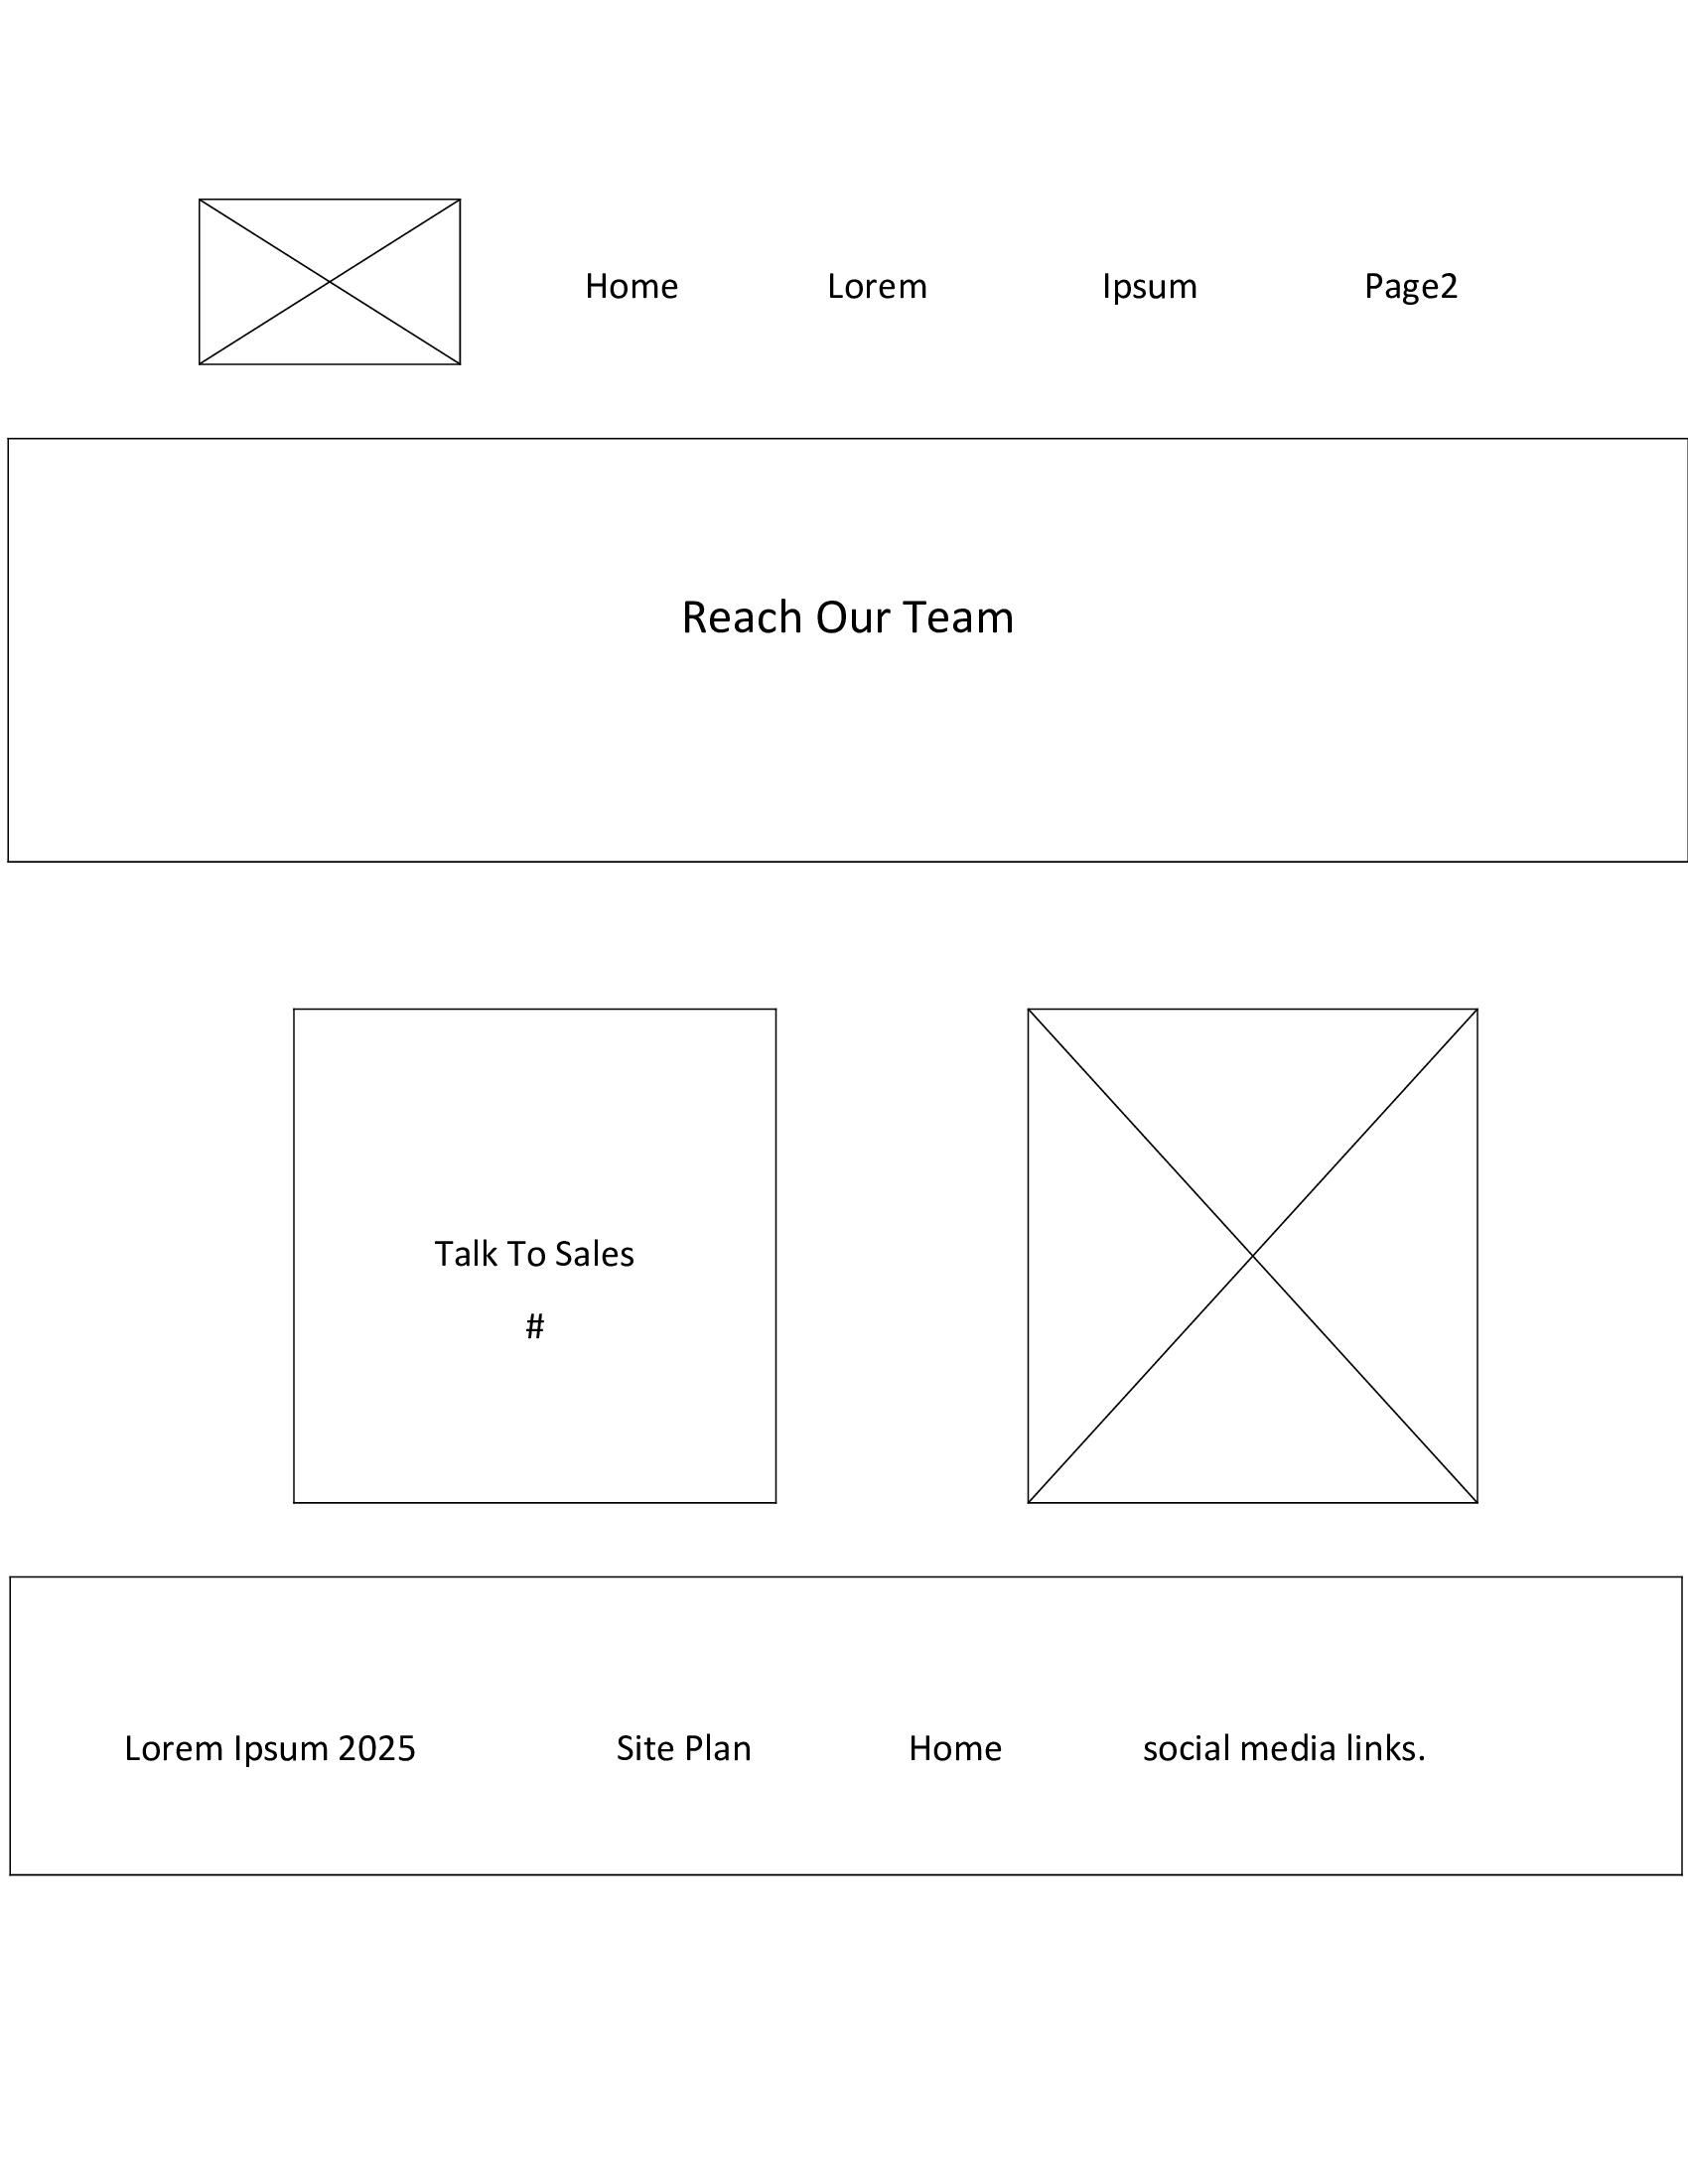 Home Lorem Ipsum Page2
Reach Our Team
Talk To Sales
#
Lorem Ipsum 2025 Site Plan Home social media links.